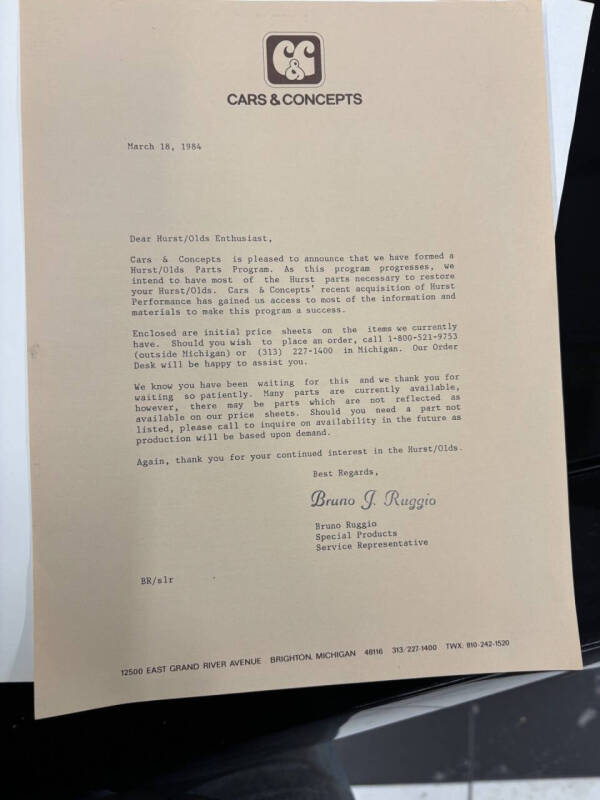 C&C
CARS & CONCEPTS
March 18, 1984
Dear Hurst/Olds Enthusiast,
Cars & Concepts is pleased to announce that we have formed a
Hurst/Olds Parts Program. As this program progresses, we
intend to have most of the Hurst parts necessary to restore
your Hurst/Olds. Cars & Concepts' recent acquisition of Hurst
Performance has gained us access to most of the information and
materials to make this program a success.
Enclosed are initial price sheets on the items we currently
have. Should you wish to place an order, call 1-800-521-9753
(outside Michigan) or (313) 227-1400 in Michigan. Our Order
Desk will be happy to assist you.
We know you have been waiting for this and we thank you for
waiting so patiently. Many parts are currently available,
however, there may be parts which are not reflected as
available on our price sheets. Should you need a part not
listed, please call to inquire on availability in the future as
production will be based upon demand.
Again, thank you for your continued interest in the Hurst/Olds.
Best Regards,
Bruno J. Ruggio
Bruno Ruggio
Special Products
Service Representative
BR/slr
12500 EAST GRAND RIVER AVENUE BRIGHTON, MICHIGAN 48116 313/227-1400 TWX: 810-242-1520